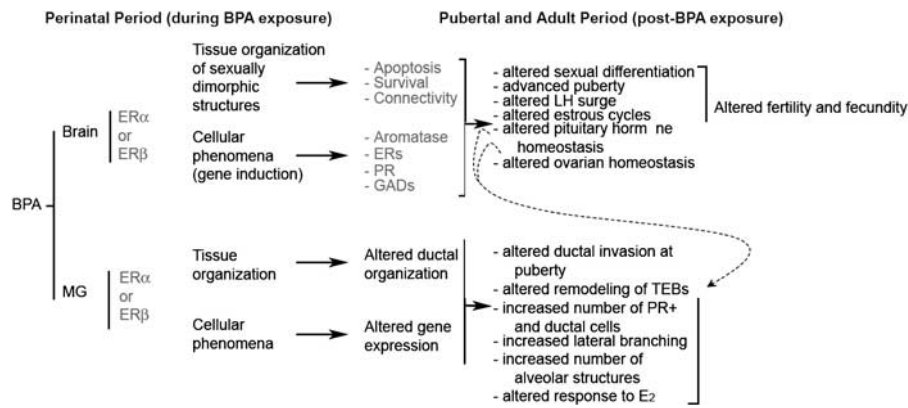 Perinatal Period (during BPA exposure)
Pubertal and Adult Period (post-BPA exposure)
BPA
Brain
ERα
or
ERβ
Tissue organization
of sexually
dimorphic
structures
- Apoptosis
- Survival
- Connectivity
Cellular
phenomena
(gene induction)
- Aromatase
- ERs
- PR
- GADs
- altered sexual differentiation
- advanced puberty
- altered LH surge
- altered estrous cycles
- altered pituitary horm ne
homeostasis
- altered ovarian homeostasis
Altered fertility and fecundity
MG
ERα
or
ERβ
Tissue
organization
Altered ductal
organization
Cellular
phenomena
Altered gene
expression
- altered ductal invasion at
puberty
- altered remodeling of TEBs
- increased number of PR+
and ductal cells
- increased lateral branching
- increased number of
alveolar structures
- altered response to E2